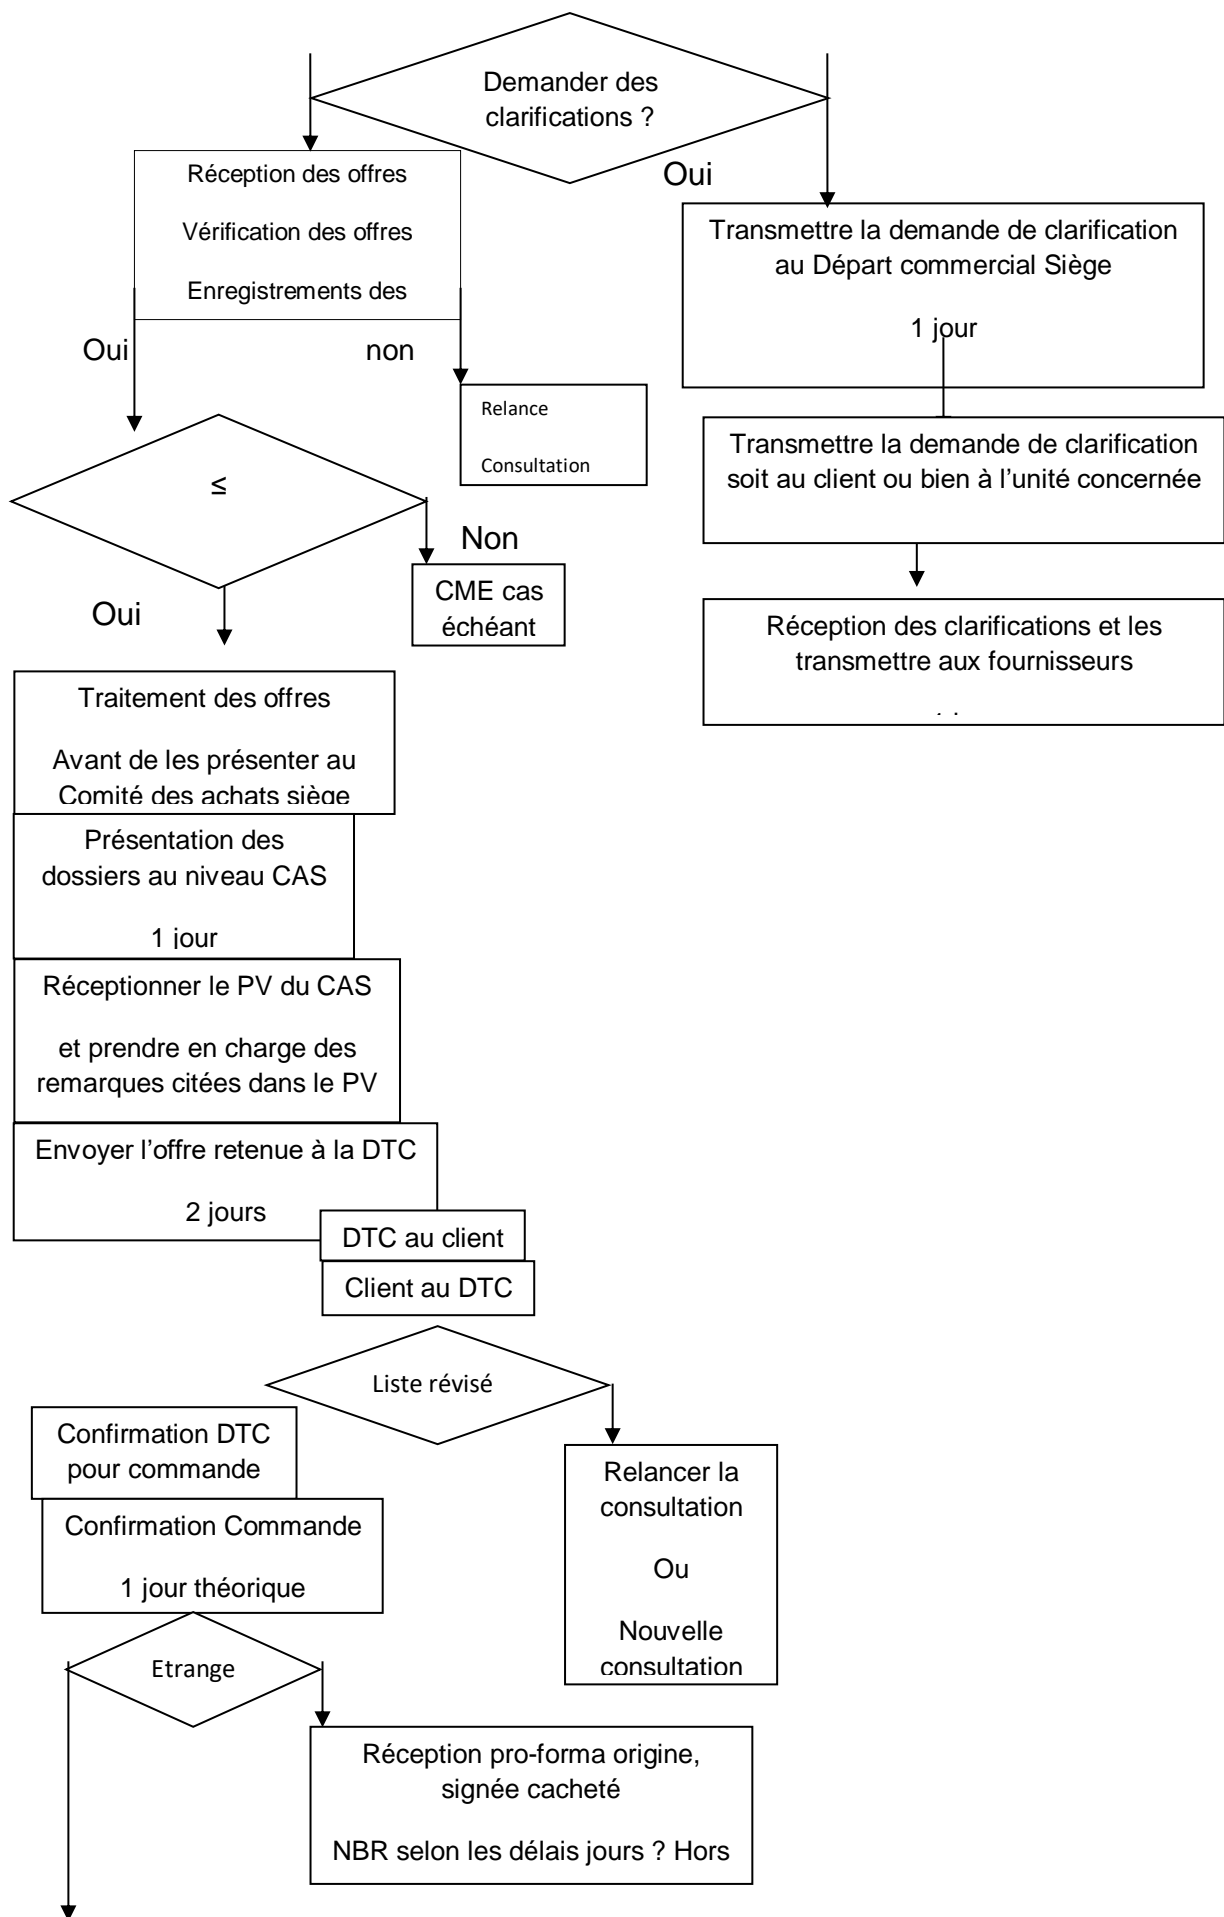 Demander des
clarifications ?
Oui
Réception des offres
Vérification des offres
Enregistrements des
Transmettre la demande de clarification
au Départ commercial Siège
1 jour
Oui
non
Relance
Consultation
Transmettre la demande de clarification
soit au client ou bien à l’unité concernée
≤
Non
CME cas
échéant
Oui
Réception des clarifications et les
transmettre aux fournisseurs
Traitement des offres
Avant de les présenter au
Comité des achats siège
Présentation des
dossiers au niveau CAS
1 jour
Réceptionner le PV du CAS
et prendre en charge des
remarques citées dans le PV
Envoyer l’offre retenue à la DTC
2 jours
DTC au client
Client au DTC
Liste révisé
Confirmation DTC
pour commande
Confirmation Commande
1 jour théorique
Relancer la
consultation
Ou
Nouvelle
consultation
Etrange
Réception pro-forma origine,
signée cacheté
NBR selon les délais jours ? Hors